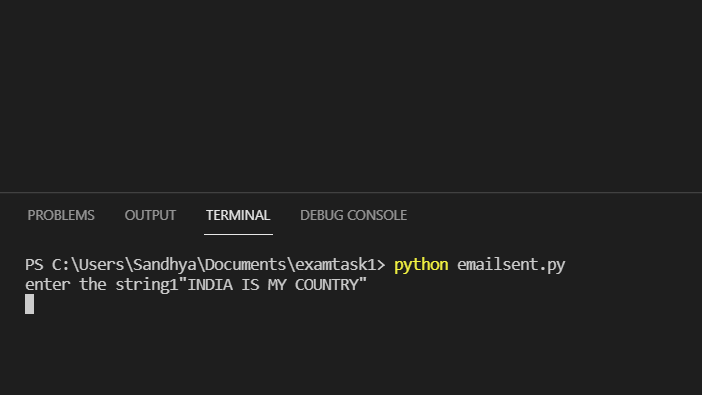 PROBLEMS OUTPUT TERMINAL DEBUG CONSOLE
PS C:\Users\Sandhya\Documents\examtask1> python emailsent.py
enter the string1"INDIA IS MY COUNTRY"